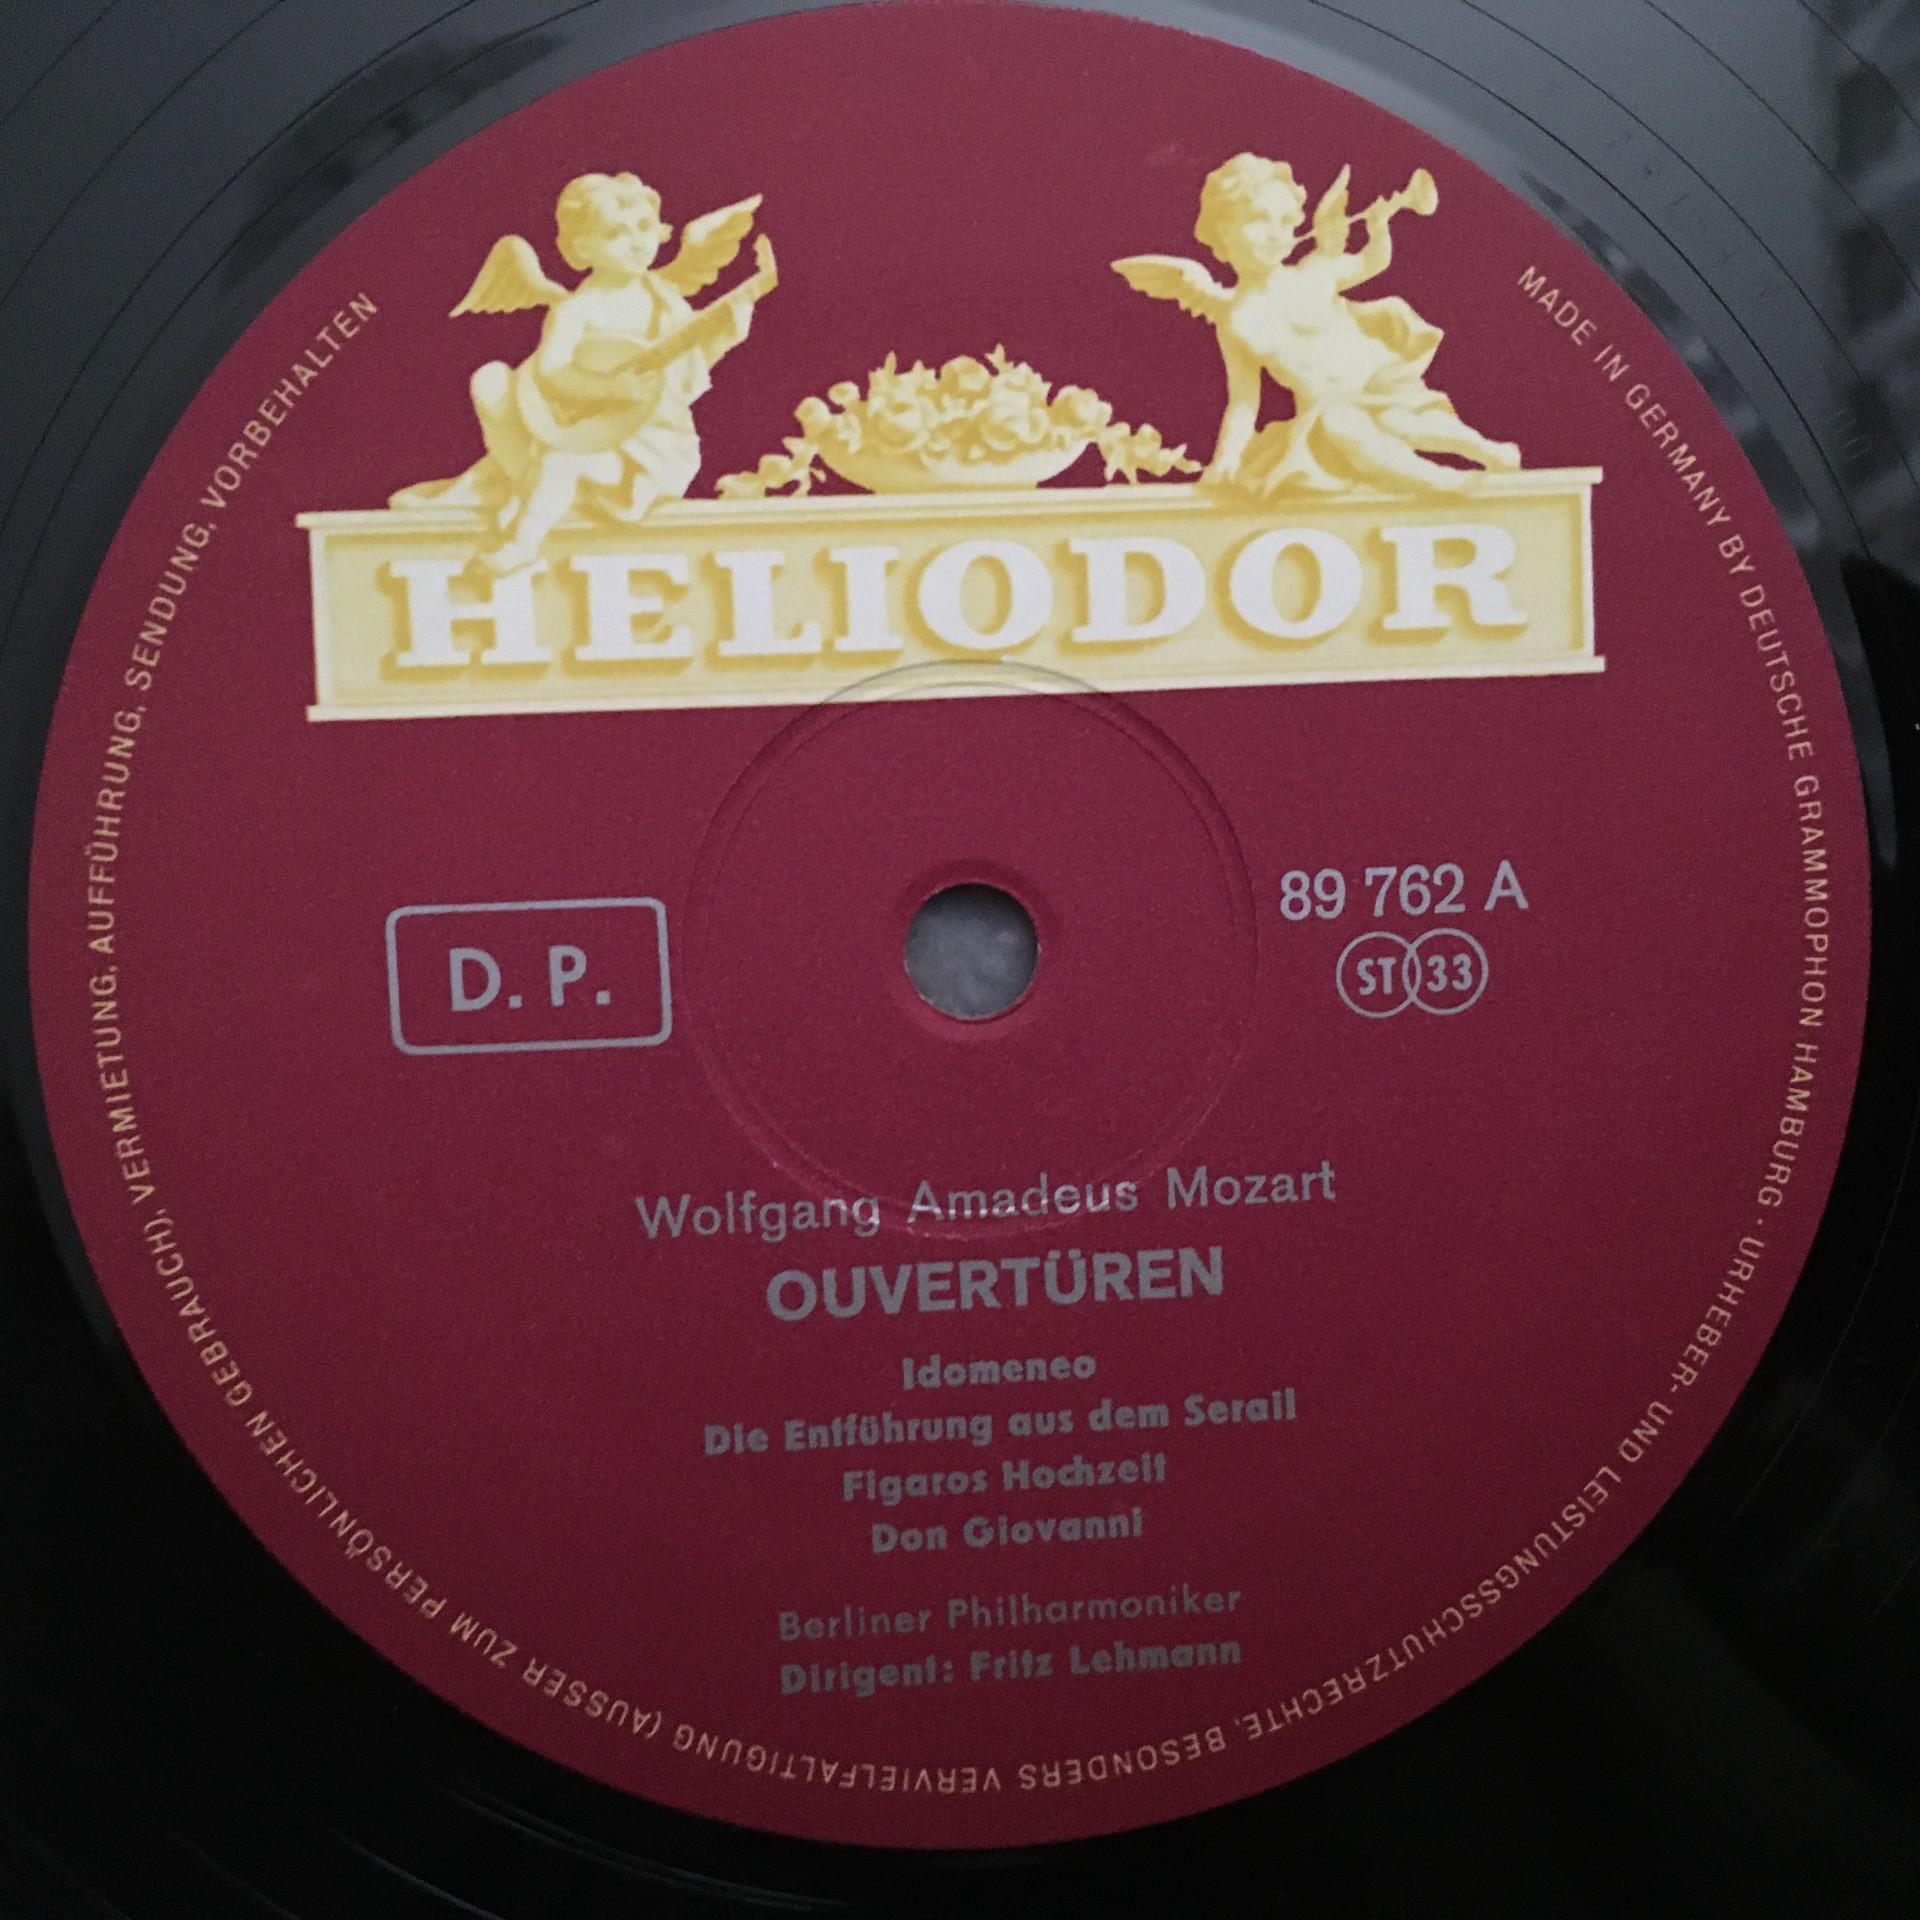 HELIODOR
D. P.
89 762 A
ST 33
Wolfgang Amadeus Mozart
OUVERTÜREN
Idomeneo
Die Entführung aus dem Serail
Figaros Hochzeit
Don Giovanni
Berliner Philharmoniker
Dirigent: Fritz Lehmann
MADE IN GERMANY BY DEUTSCHE GRAMMOPHON HAMBURG · URHEBER- UND LEISTUNGSSCHUTZRECHTE, BESONDERS VERVIELFALTIGUNG (AUSSER ZUM PERSÖNLICHEN GEBRAUCH), VERMIETUNG, AUFFÜHRUNG, SENDUNG, VORBEHALTEN